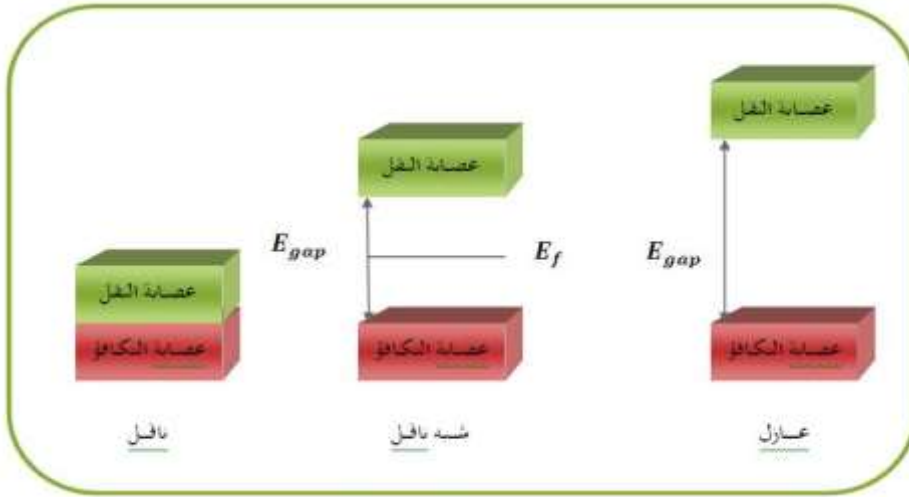 عصابة النقل
عصابة النقل
E_gap
E_f
E_gap
عصابة النقل
عصابة التكافؤ
عصابة التكافؤ
عصابة التكافؤ
ناقل
شبه ناقل
عازل